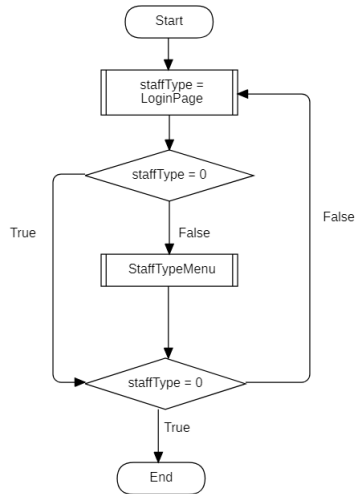 Start
staffType =
LoginPage
staffType = 0
True
False
False
StaffTypeMenu
staffType = 0
True
End